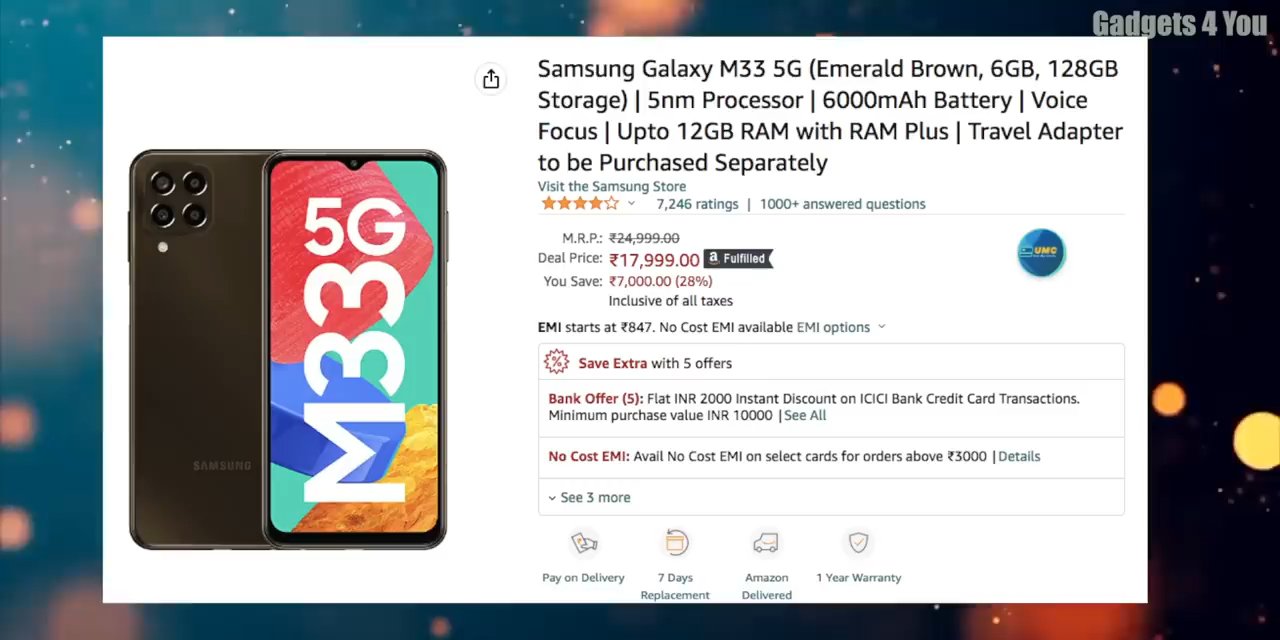 Gadgets 4 You
Samsung Galaxy M33 5G (Emerald Brown, 6GB, 128GB
Storage) | 5nm Processor | 6000mAh Battery | Voice
Focus | Upto 12GB RAM with RAM Plus | Travel Adapter
to be Purchased Separately
Visit the Samsung Store
7,246 ratings | 1000+ answered questions
M.R.P.: ₹24,999.00
Deal Price: ₹17,999.00 a Fulfilled
You Save: ₹7,000.00 (28%)
Inclusive of all taxes
UMC
EMI starts at ₹847. No Cost EMI available EMI options
% Save Extra with 5 offers
Bank Offer (5): Flat INR 2000 Instant Discount on ICICI Bank Credit Card Transactions.
Minimum purchase value INR 10000 | See All
No Cost EMI: Avail No Cost EMI on select cards for orders above ₹3000 | Details
See 3 more
Pay on Delivery
7 Days
Replacement
Amazon
Delivered
1 Year Warranty
M33 5G
SAMSUNG